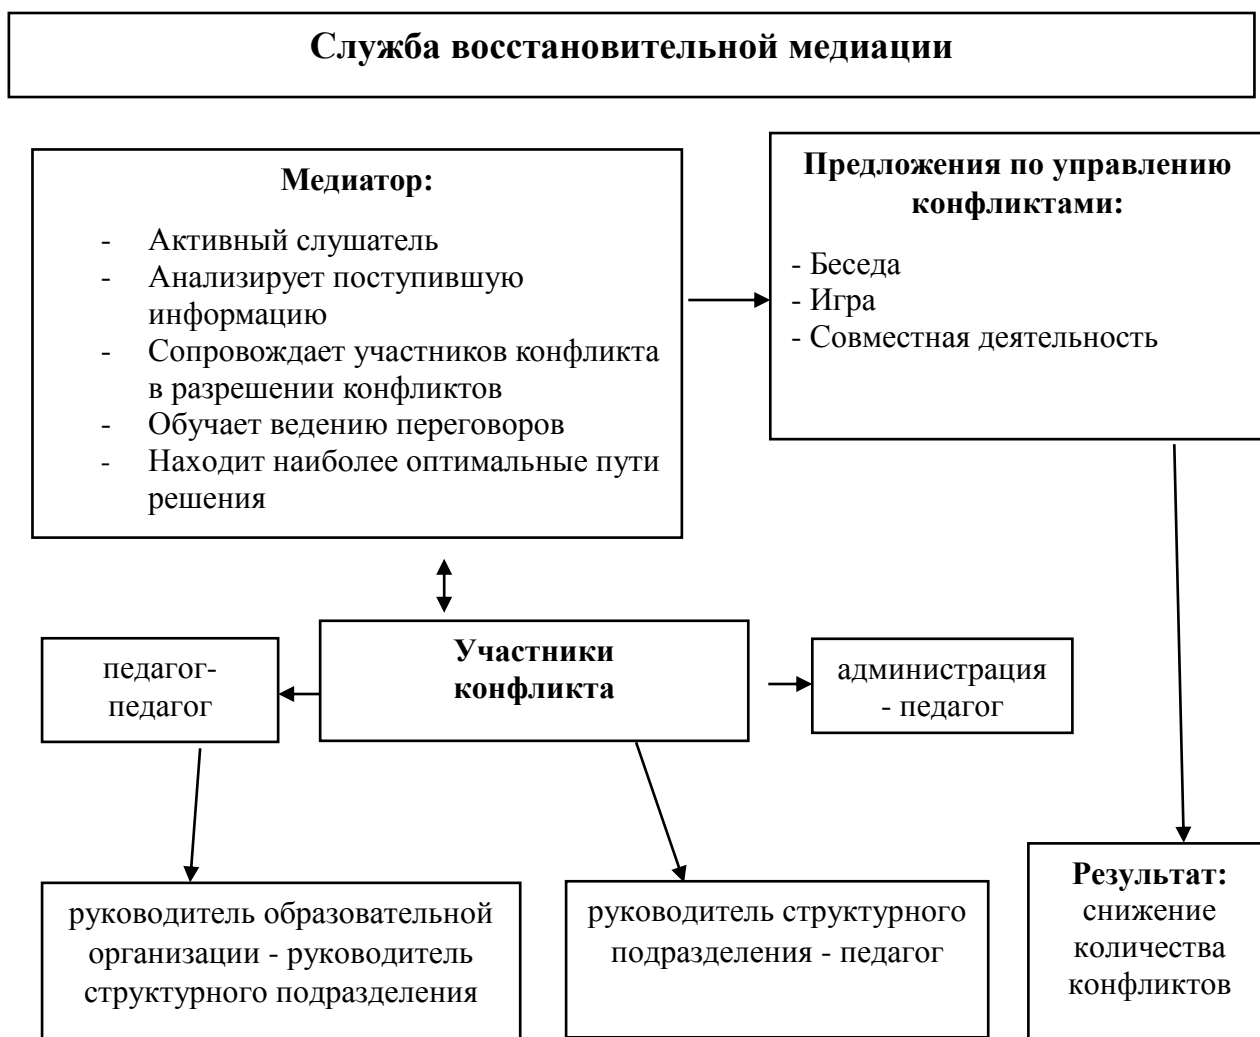 Служба восстановительной медиации
Медиатор:
- Активный слушатель
- Анализирует поступившую
информацию
- Сопровождает участников конфликта
в разрешении конфликтов
- Обучает ведению переговоров
- Находит наиболее оптимальные пути
решения
Предложения по управлению
конфликтами:
- Беседа
- Игра
- Совместная деятельность
педагог-
педагог
Участники
конфликта
администрация
- педагог
руководитель образовательной
организации - руководитель
структурного подразделения
руководитель структурного
подразделения - педагог
Результат:
снижение
количества
конфликтов